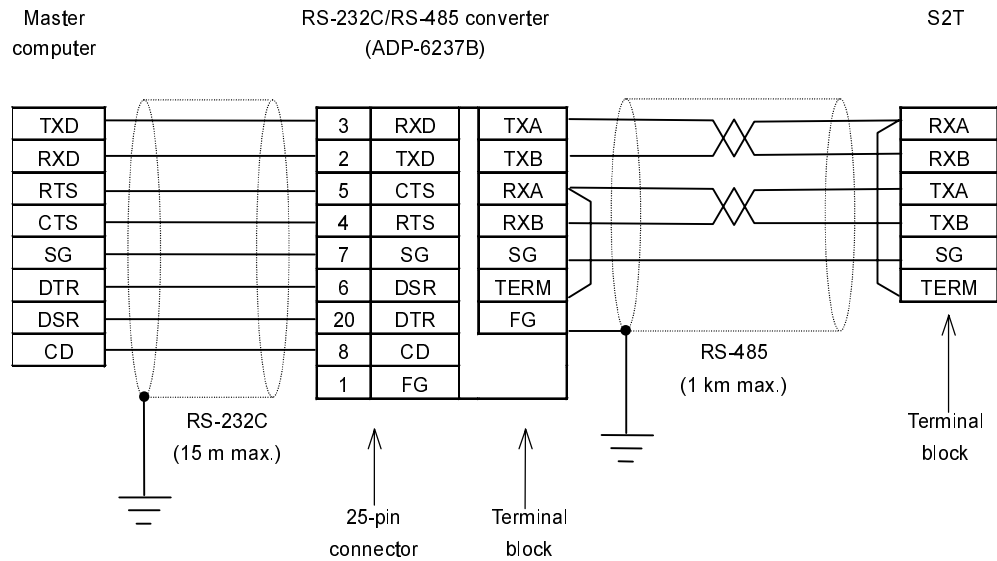 Master
computer
RS-232C/RS-485 converter
(ADP-6237B)
S2T
TXD
RXD
RTS
CTS
SG
DTR
DSR
CD
3 RXD
2 TXD
5 CTS
4 RTS
7 SG
6 DSR
20 DTR
8 CD
1 FG
TXA
TXB
RXA
RXB
SG
TERM
FG
RXA
RXB
TXA
TXB
SG
TERM
RS-232C
(15 m max.)
RS-485
(1 km max.)
25-pin
connector
Terminal
block
Terminal
block